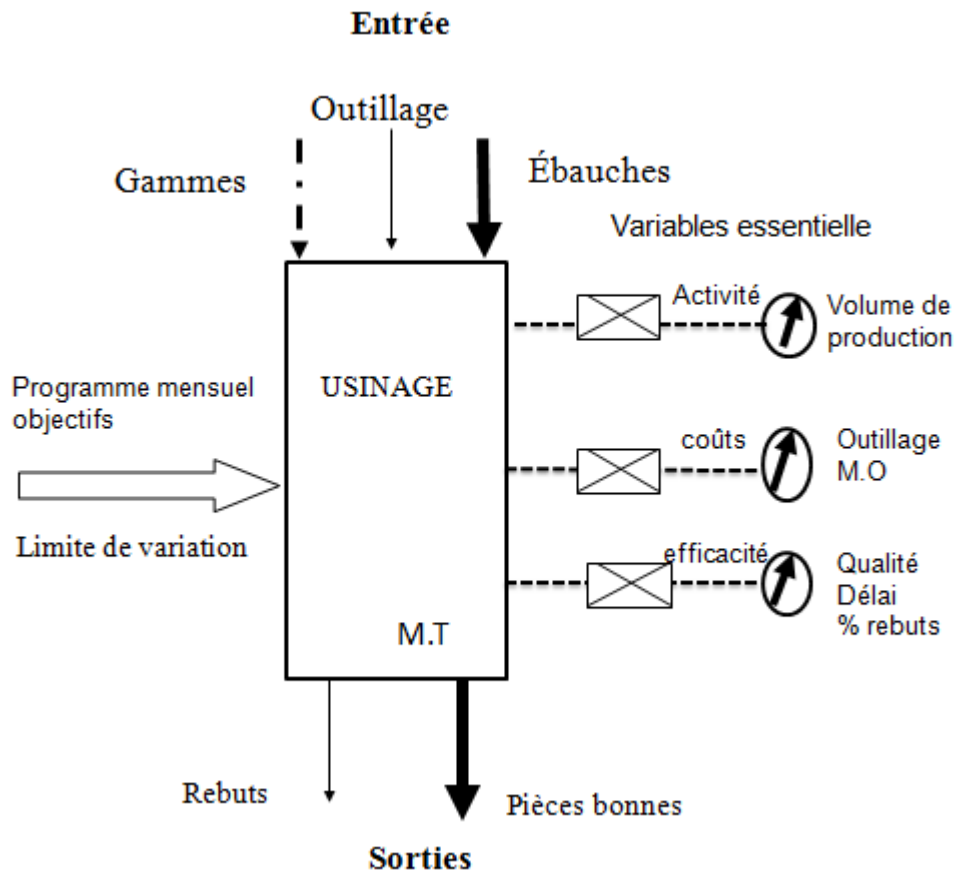 Entrée
Outillage
Gammes
Ébauches
Variables essentielle
Activité
Volume de
production
USINAGE
Programme mensuel
objectifs
coûts
Outillage
M.O
Limite de variation
efficacité
Qualité
Délai
% rebuts
M.T
Rebuts
Pièces bonnes
Sorties